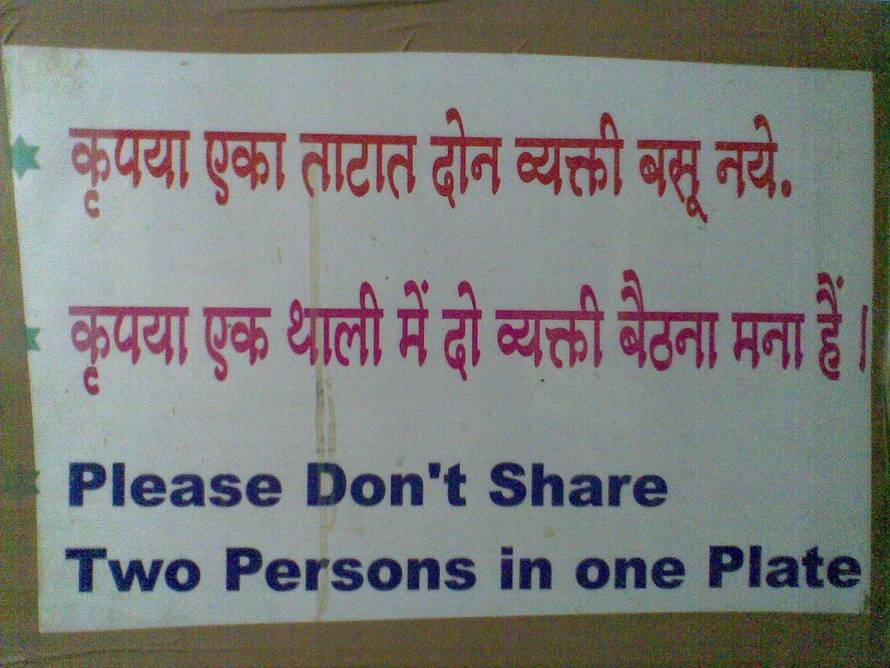 कृपया एका ताटात दोन व्यक्ती बसू नये.
कृपया एक थाली में दो व्यक्ती बैठना मना हैं।
Please Don't Share
Two Persons in one Plate